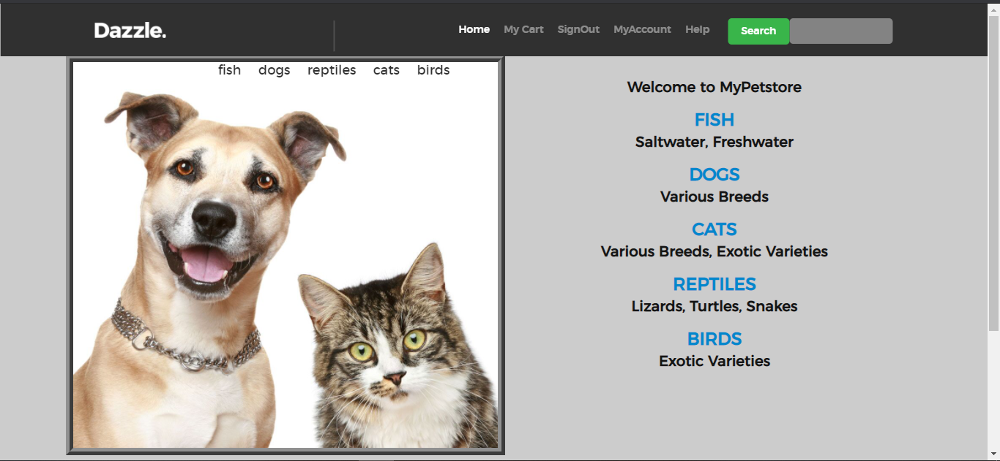 Dazzle.
Home My Cart SignOut MyAccount Help Search
fish dogs reptiles cats birds
Welcome to MyPetstore
FISH
Saltwater, Freshwater
DOGS
Various Breeds
CATS
Various Breeds, Exotic Varieties
REPTILES
Lizards, Turtles, Snakes
BIRDS
Exotic Varieties